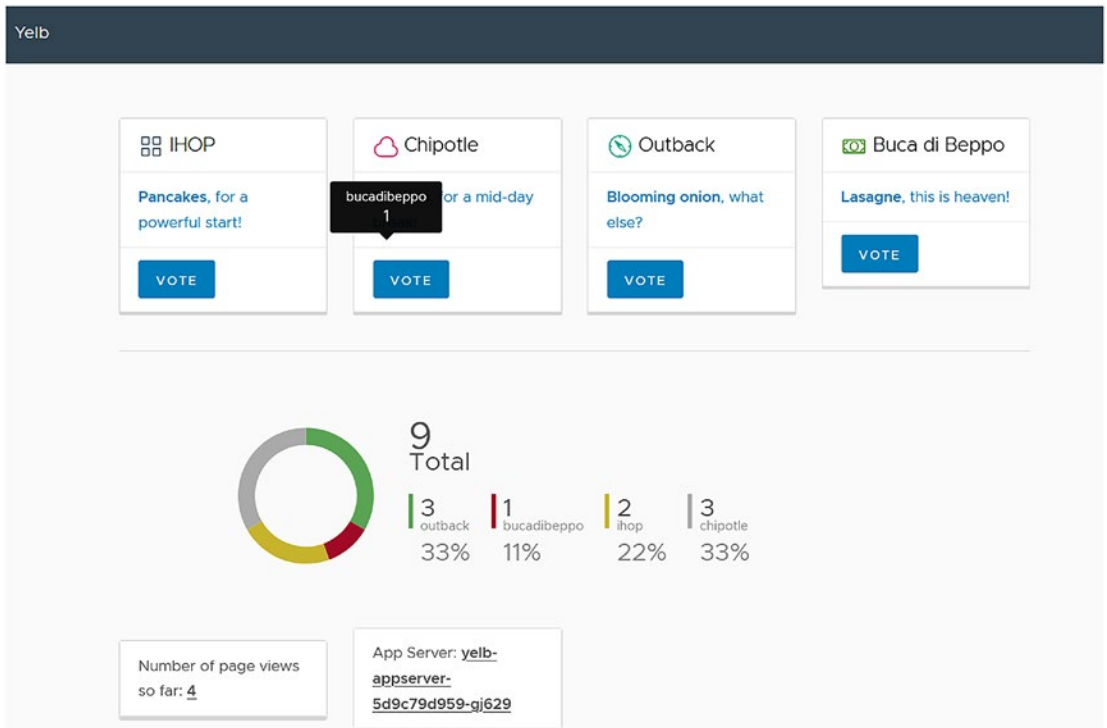 Yelb
IHOP
Pancakes, for a
powerful start!
VOTE
Chipotle
bucadibeppo
1
for a mid-day
VOTE
Outback
Blooming onion, what
else?
VOTE
Buca di Beppo
Lasagne, this is heaven!
VOTE
9
Total
3
outback
33%
1
bucadibeppo
11%
2
ihop
22%
3
chipotle
33%
Number of page views
so far: 4
App Server: yelb-
appserver-
5d9c79d959-gj629